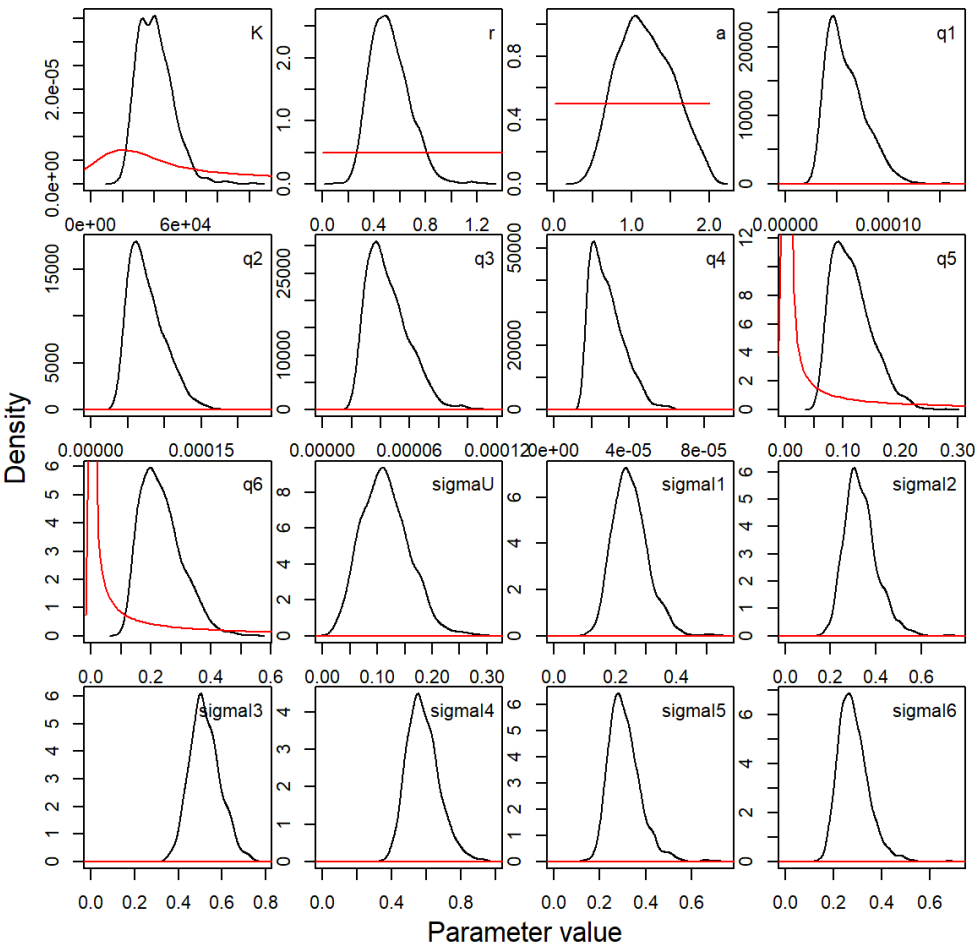 K
0.0e+00 2.0e-05
0e+00 6e+04
r
0.0 1.0 2.0
0.0 0.4 0.8 1.2
a
0.0 0.4 0.8
0.0 1.0 2.0
q1
0 10000 20000
0.00000 0.00010
q2
0 5000 15000
0.00000 0.00015
q3
0 10000 25000
0.00000 0.00006 0.00012
q4
0 20000 50000
0e+00 4e-05 8e-05
q5
0 2 4 6 8 12
0.00 0.10 0.20 0.30
q6
0 1 2 3 4 5 6
0.0 0.2 0.4 0.6
sigmaU
0 2 4 6 8
0.00 0.10 0.20 0.30
sigmaI1
0 2 4 6
0.0 0.2 0.4
sigmaI2
0 1 2 3 4 5 6
0.0 0.2 0.4 0.6
sigmaI3
0 1 2 3 4 5 6
0.0 0.2 0.4 0.6 0.8
sigmaI4
0 1 2 3 4
0.0 0.4 0.8
sigmaI5
0 1 2 3 4 5 6
0.0 0.2 0.4 0.6
sigmaI6
0 2 4 6
0.0 0.2 0.4 0.6
Density
Parameter value